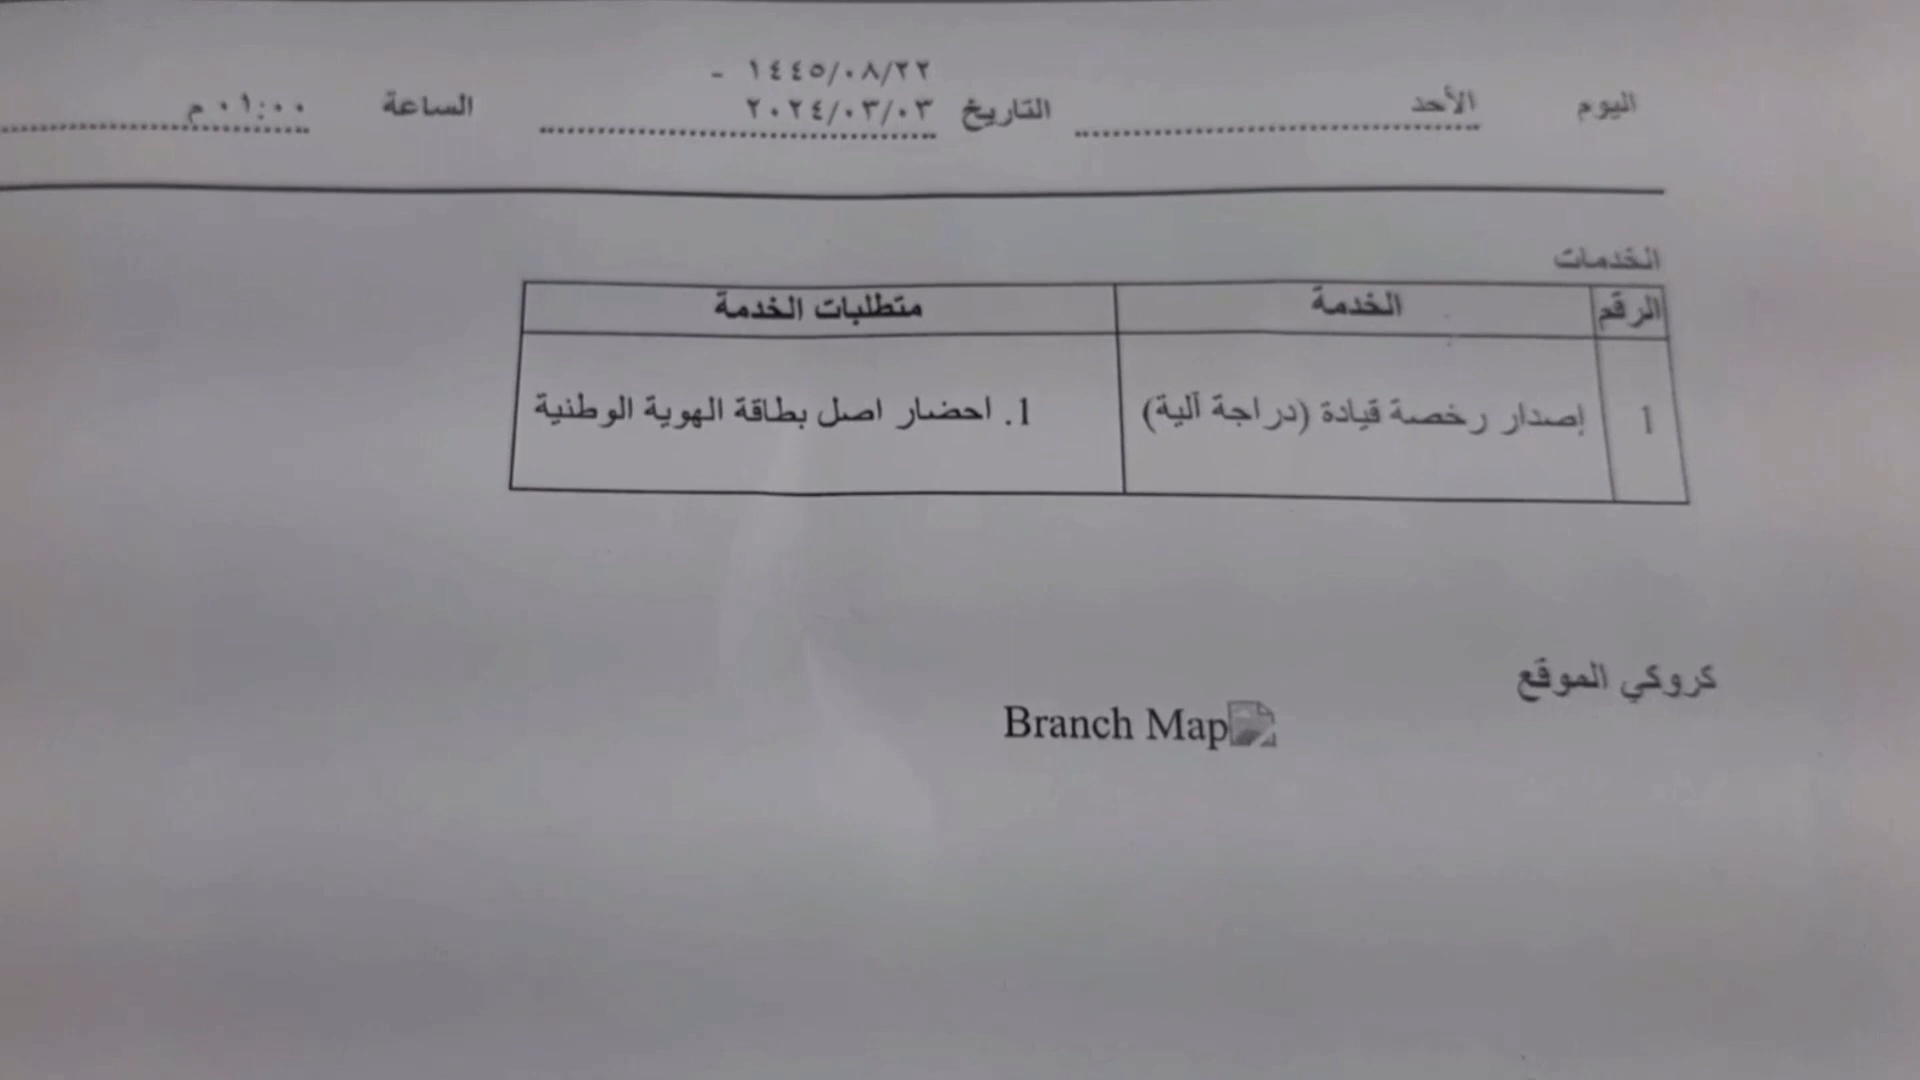 ١٤٤٥/٠٨/٢٢ -
اليوم الأحد التاريخ ٢٠٢٤/٠٣/٠٣ الساعة ٠١:٠٠ م
الخدمات
الرقم الخدمة متطلبات الخدمة
1 إصدار رخصة قيادة (دراجة آلية) 1. احضار اصل بطاقة الهوية الوطنية
كروكي الموقع
Branch Map